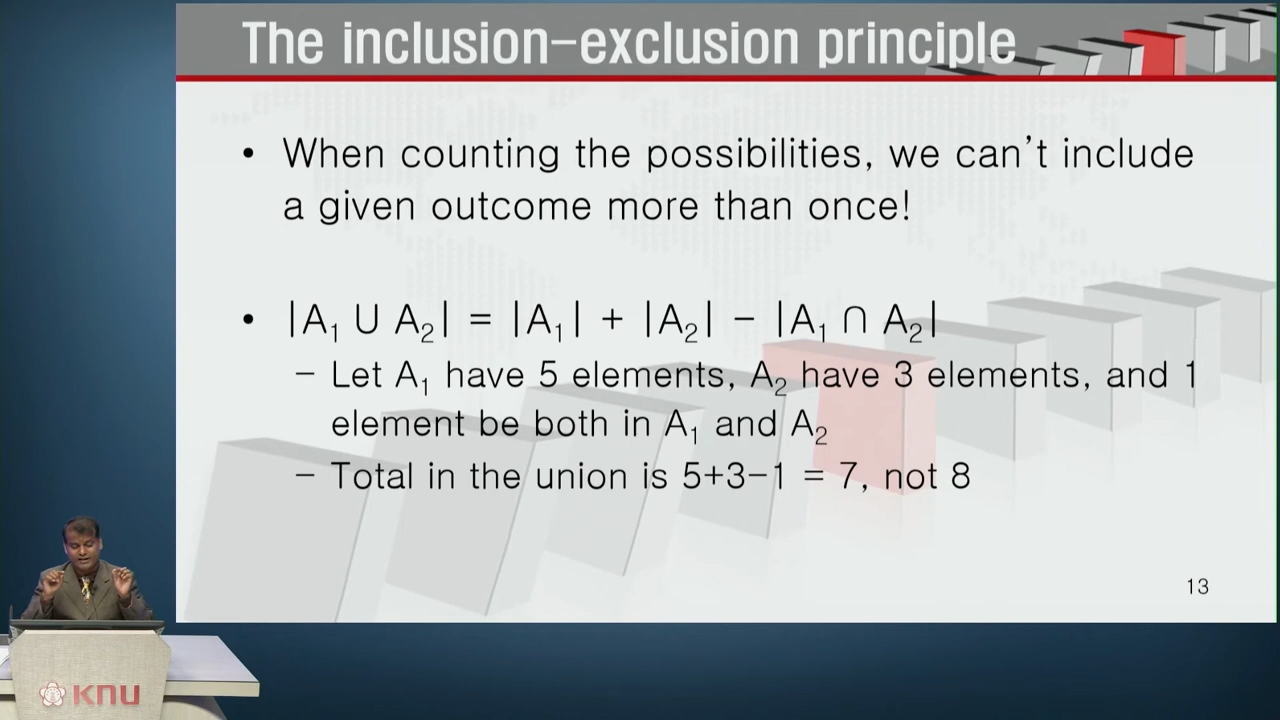 The inclusion–exclusion principle
• When counting the possibilities, we can't include
a given outcome more than once!
• |A₁ ∪ A₂| = |A₁| + |A₂| − |A₁ ∩ A₂|
– Let A₁ have 5 elements, A₂ have 3 elements, and 1
element be both in A₁ and A₂
– Total in the union is 5+3−1 = 7, not 8
13
KNU